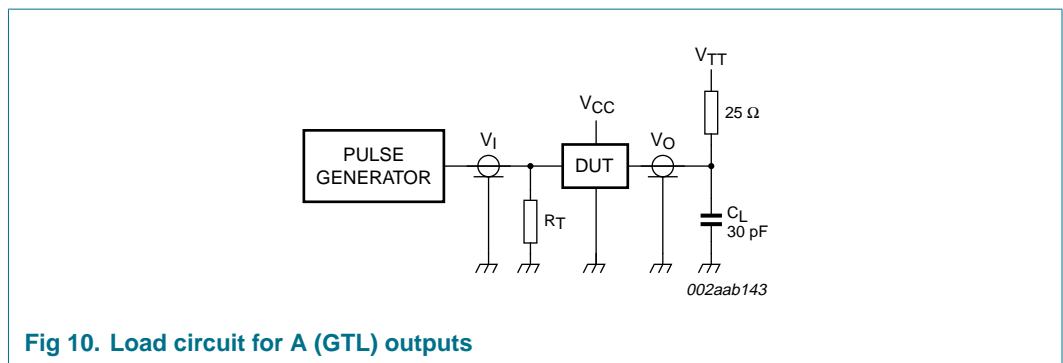 V_TT
25 Ω
V_CC
V_I
V_O
PULSE
GENERATOR
DUT
R_T
C_L
30 pF
002aab143
Fig 10. Load circuit for A (GTL) outputs